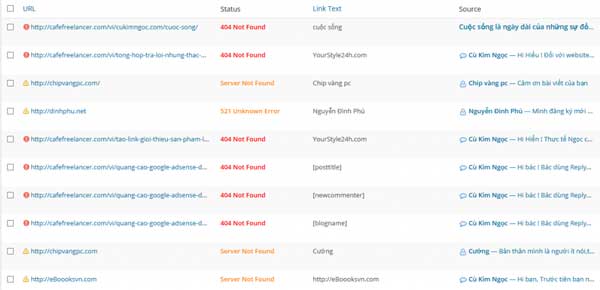 URL Status Link Text Source
http://cafefreelancer.com/vi/cukimngoc.com/cuoc-song/ 404 Not Found cuộc sống Cuộc sống là ngày dài của những sự đổ...
http://cafefreelancer.com/vi/tong-hop-tra-loi-nhung-thac-... 404 Not Found YourStyle24h.com Cù Kim Ngọc — Hi Hiếu ! Đối với website...
http://chipvangpc.com/ Server Not Found Chip vàng pc Chip vàng pc — Cám ơn bài viết của bạn
http://dinhphu.net 521 Unknown Error Nguyễn Đình Phú Nguyễn Đình Phú — Mình đăng ký mới ...
http://cafefreelancer.com/vi/tao-link-gioi-thieu-san-pham-l... 404 Not Found YourStyle24h.com Cù Kim Ngọc — Hi Hiển ! Thực tế Ngọc c...
http://cafefreelancer.com/vi/quang-cao-google-adsense-d... 404 Not Found [posttitle] Cù Kim Ngọc — Hi bác ! Bác dùng Reply...
http://cafefreelancer.com/vi/quang-cao-google-adsense-d... 404 Not Found [newcommenter] Cù Kim Ngọc — Hi bác ! Bác dùng Reply...
http://cafefreelancer.com/vi/quang-cao-google-adsense-d... 404 Not Found [blogname] Cù Kim Ngọc — Hi bác ! Bác dùng Reply...
http://chipvangpc.com Server Not Found Cường Cường — Bản thân mình là người ít nói,t...
http://eBoooksvn.com Server Not Found http://eBoooksvn.com Cù Kim Ngọc — Hi bạn, Trước tiên bạn n...